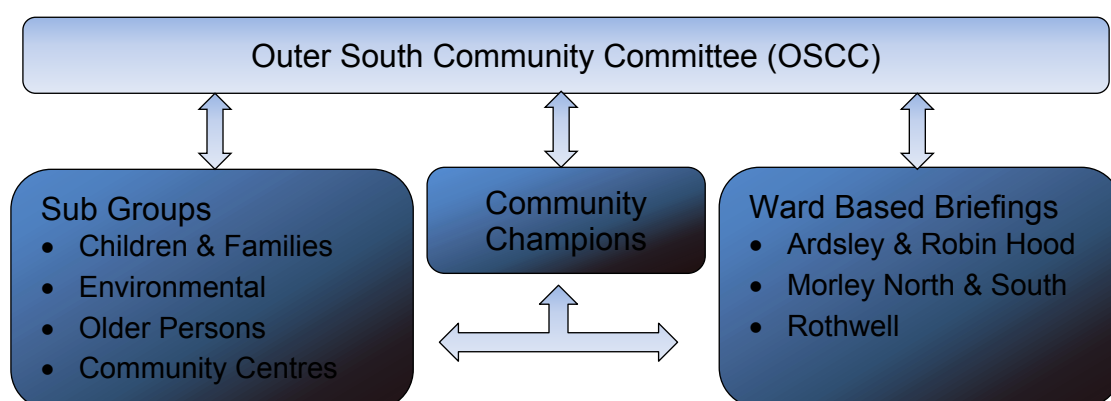 Outer South Community Committee (OSCC)
Sub Groups
• Children & Families
• Environmental
• Older Persons
• Community Centres
Community
Champions
Ward Based Briefings
• Ardsley & Robin Hood
• Morley North & South
• Rothwell